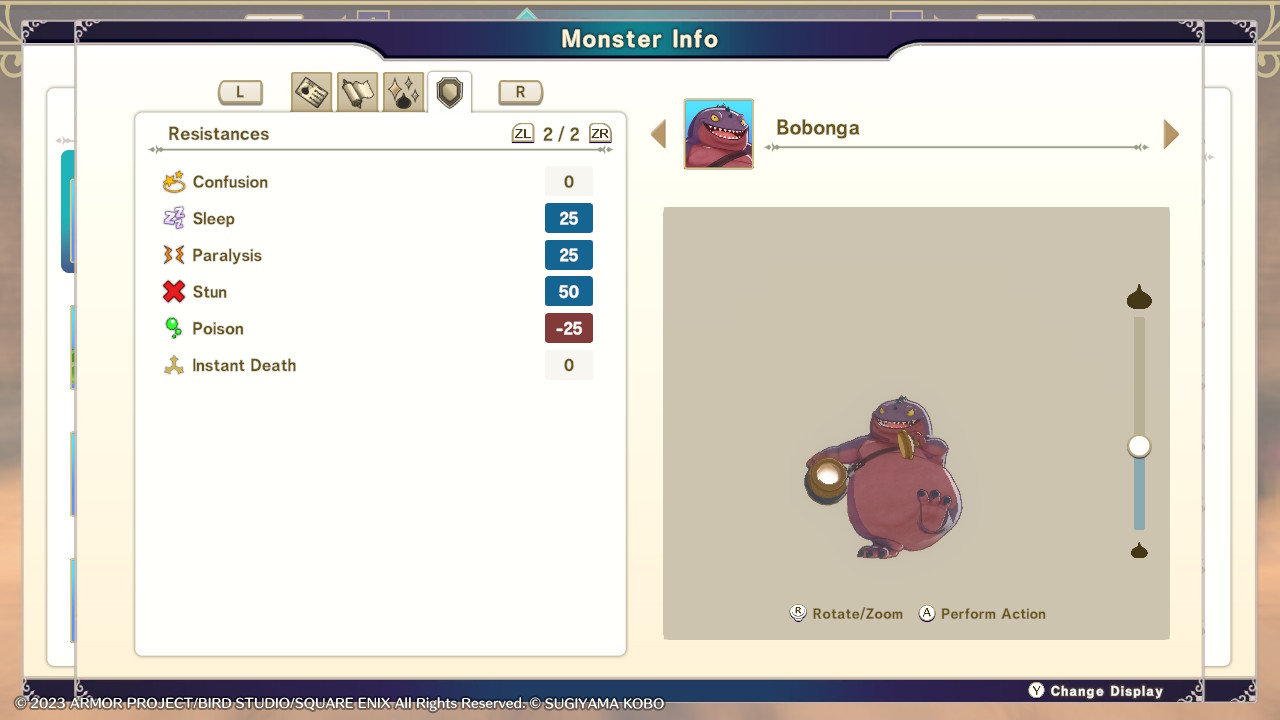 Monster Info
L
R
Resistances
ZL 2 / 2 ZR
Confusion 0
Sleep 25
Paralysis 25
Stun 50
Poison -25
Instant Death 0
Bobonga
R Rotate/Zoom A Perform Action
Y Change Display
© 2023 ARMOR PROJECT/BIRD STUDIO/SQUARE ENIX All Rights Reserved. © SUGIYAMA KOBO